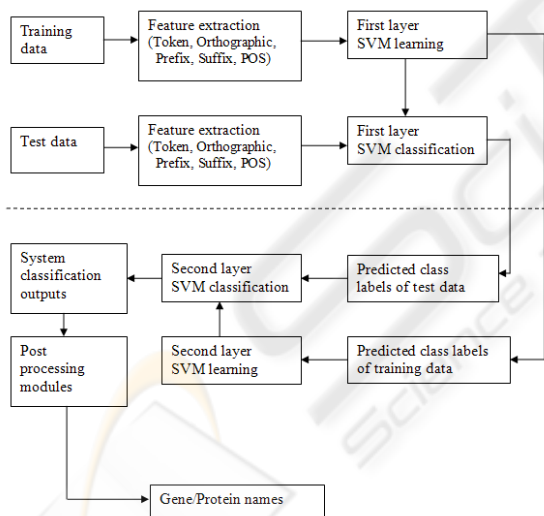 Training
data
Feature extraction
(Token, Orthographic,
Prefix, Suffix, POS)
First layer
SVM learning
Test data
Feature extraction
(Token, Orthographic,
Prefix, Suffix, POS)
First layer
SVM classification
System
classification
outputs
Second layer
SVM classification
Predicted class
labels of test data
Post
processing
modules
Second layer
SVM learning
Predicted class labels
of training data
Gene/Protein names
Science